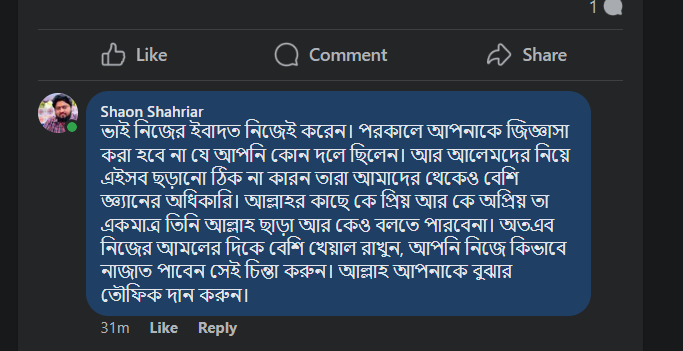 1
Like Comment Share
Shaon Shahriar
ভাই নিজের ইবাদত নিজেই করেন। পরকালে আপনাকে জিজ্ঞাসা
করা হবে না যে আপনি কোন দলে ছিলেন। আর আলেমদের নিয়ে
এইসব ছড়ানো ঠিক না কারন তারা আমাদের থেকেও বেশি
জ্ঞ্যানের অধিকারি। আল্লাহর কাছে কে প্রিয় আর কে অপ্রিয় তা
একমাত্র তিনি আল্লাহ ছাড়া আর কেও বলতে পারবেনা। অতএব
নিজের আমলের দিকে বেশি খেয়াল রাখুন, আপনি নিজে কিভাবে
নাজাত পাবেন সেই চিন্তা করুন। আল্লাহ আপনাকে বুঝার
তৌফিক দান করুন।
31m Like Reply